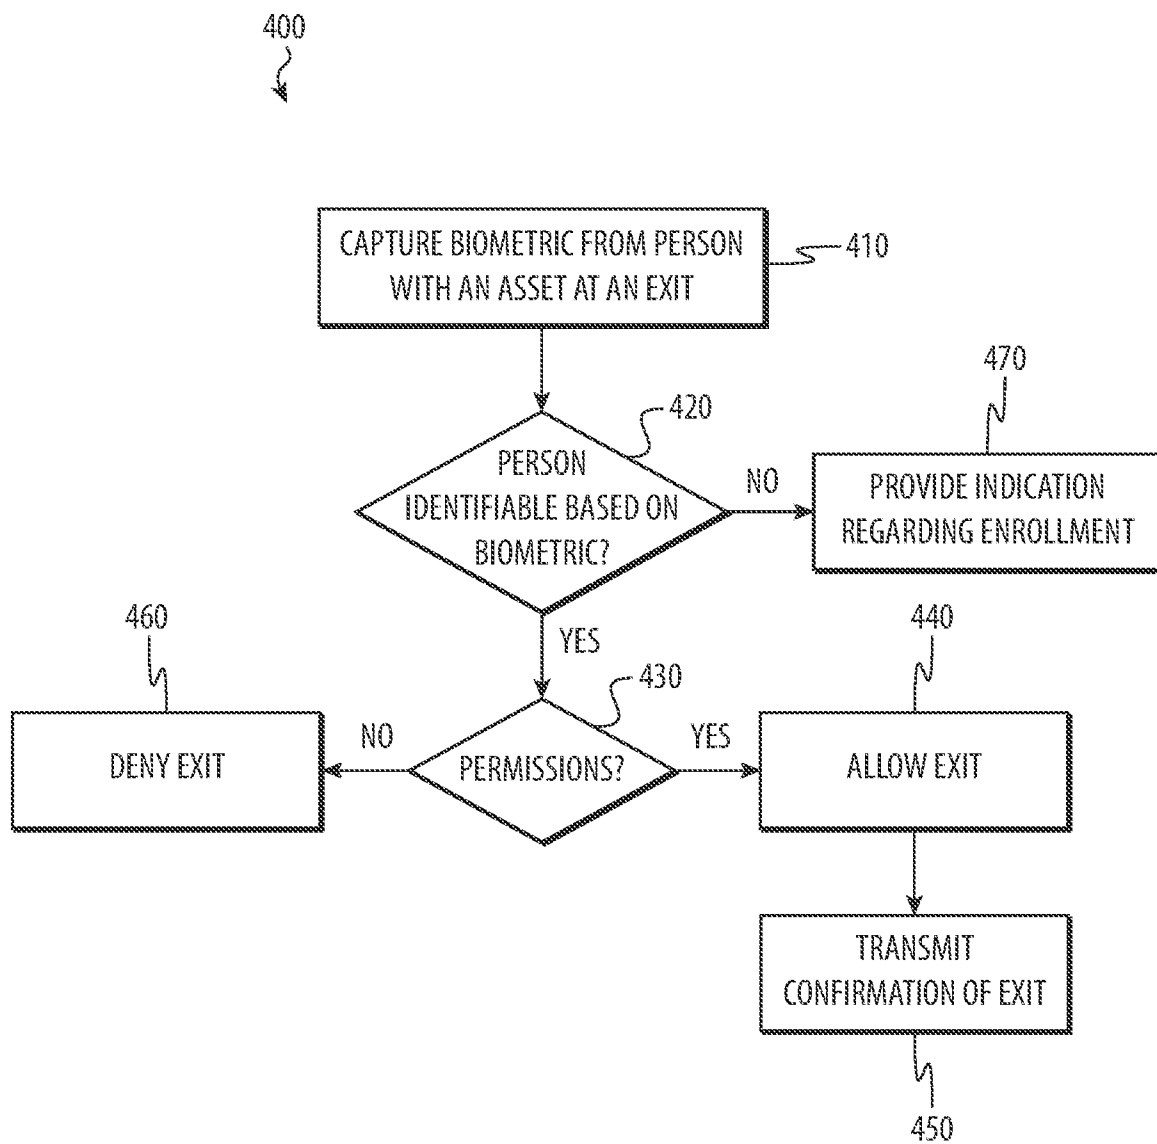 400
CAPTURE BIOMETRIC FROM PERSON
WITH AN ASSET AT AN EXIT
410
470
420
PERSON
IDENTIFIABLE BASED ON
BIOMETRIC?
NO
PROVIDE INDICATION
REGARDING ENROLLMENT
460
YES
440
430
NO
YES
DENY EXIT
PERMISSIONS?
ALLOW EXIT
TRANSMIT
CONFIRMATION OF EXIT
450